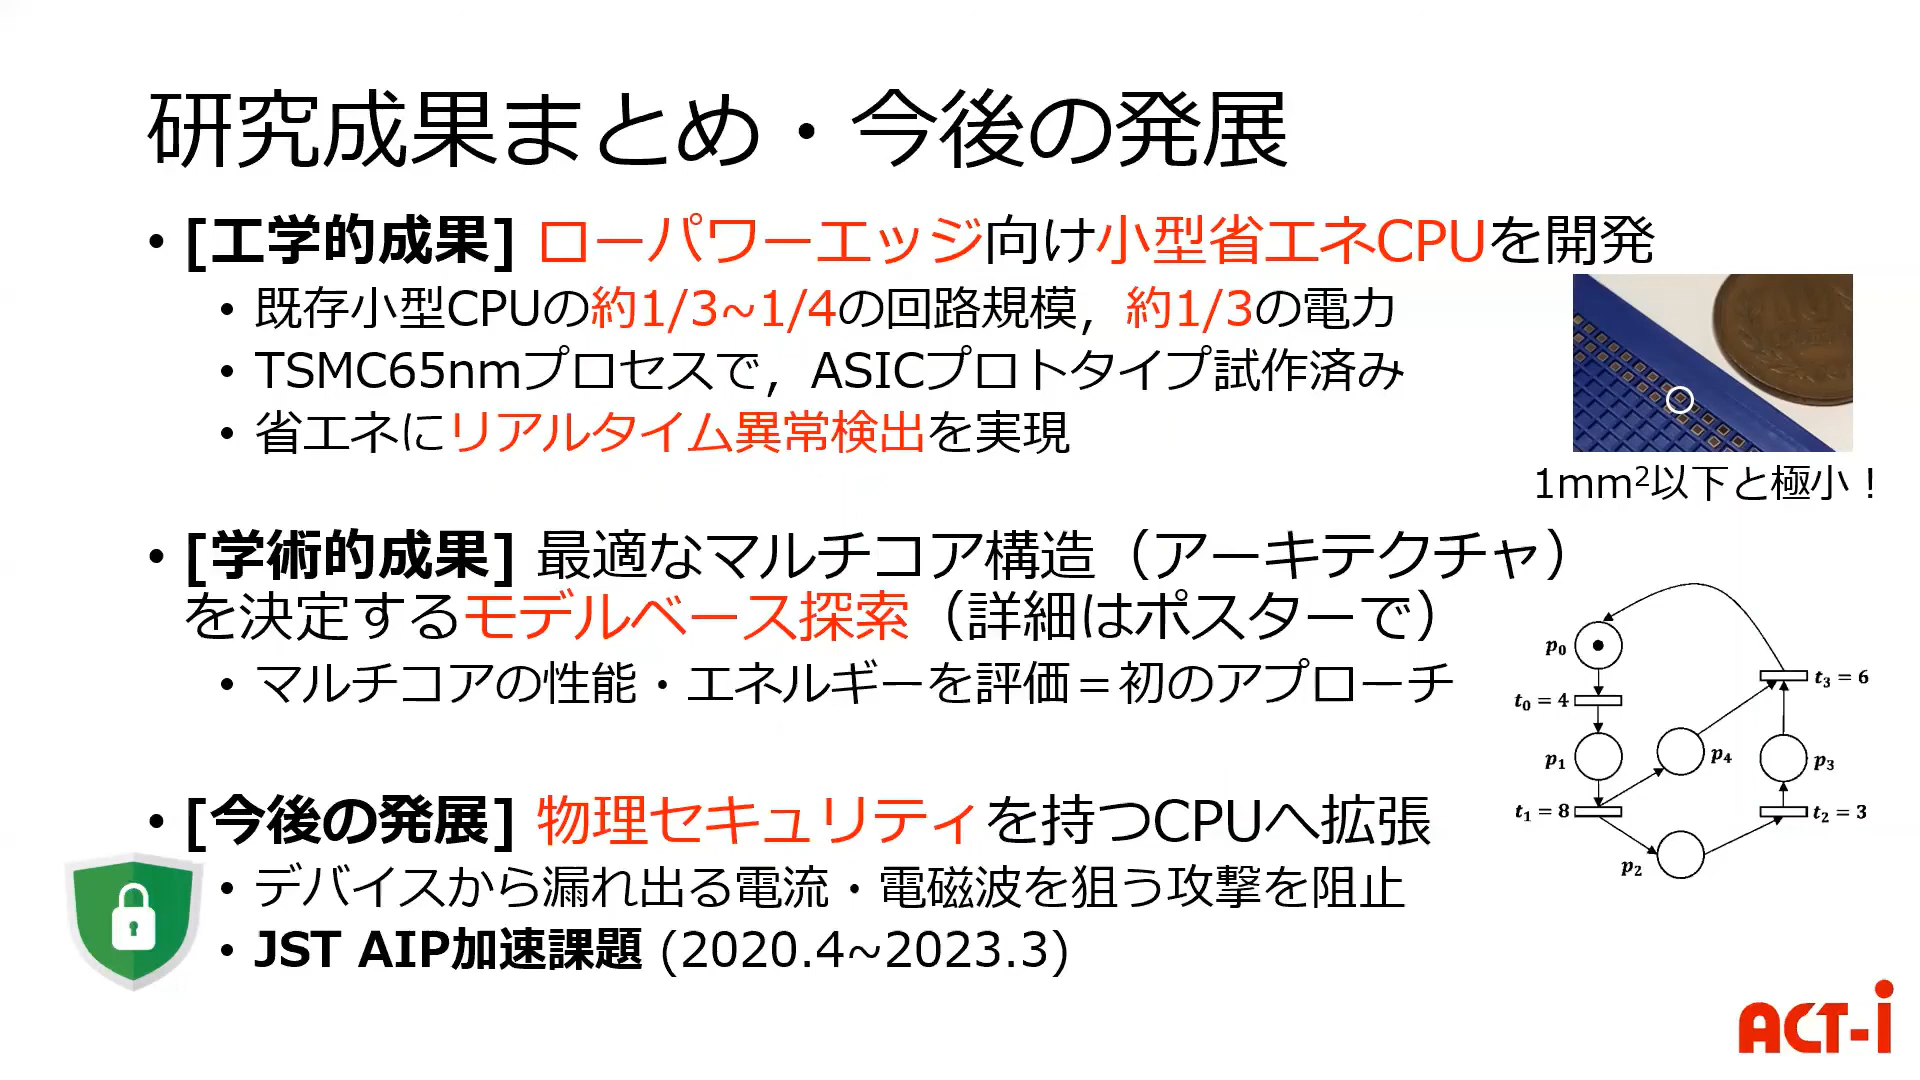 研究成果まとめ・今後の発展
• [工学的成果] ローパワーエッジ向け小型省エネCPUを開発
• 既存小型CPUの約1/3~1/4の回路規模，約1/3の電力
• TSMC65nmプロセスで，ASICプロトタイプ試作済み
• 省エネにリアルタイム異常検出を実現
1mm²以下と極小！
• [学術的成果] 最適なマルチコア構造（アーキテクチャ）
を決定するモデルベース探索（詳細はポスターで）
• マルチコアの性能・エネルギーを評価＝初のアプローチ
p₀
t₀ = 4
p₁
t₁ = 8
p₂
p₄
t₃ = 6
p₃
t₂ = 3
• [今後の発展] 物理セキュリティを持つCPUへ拡張
• デバイスから漏れ出る電流・電磁波を狙う攻撃を阻止
• JST AIP加速課題 (2020.4~2023.3)
ACT-i